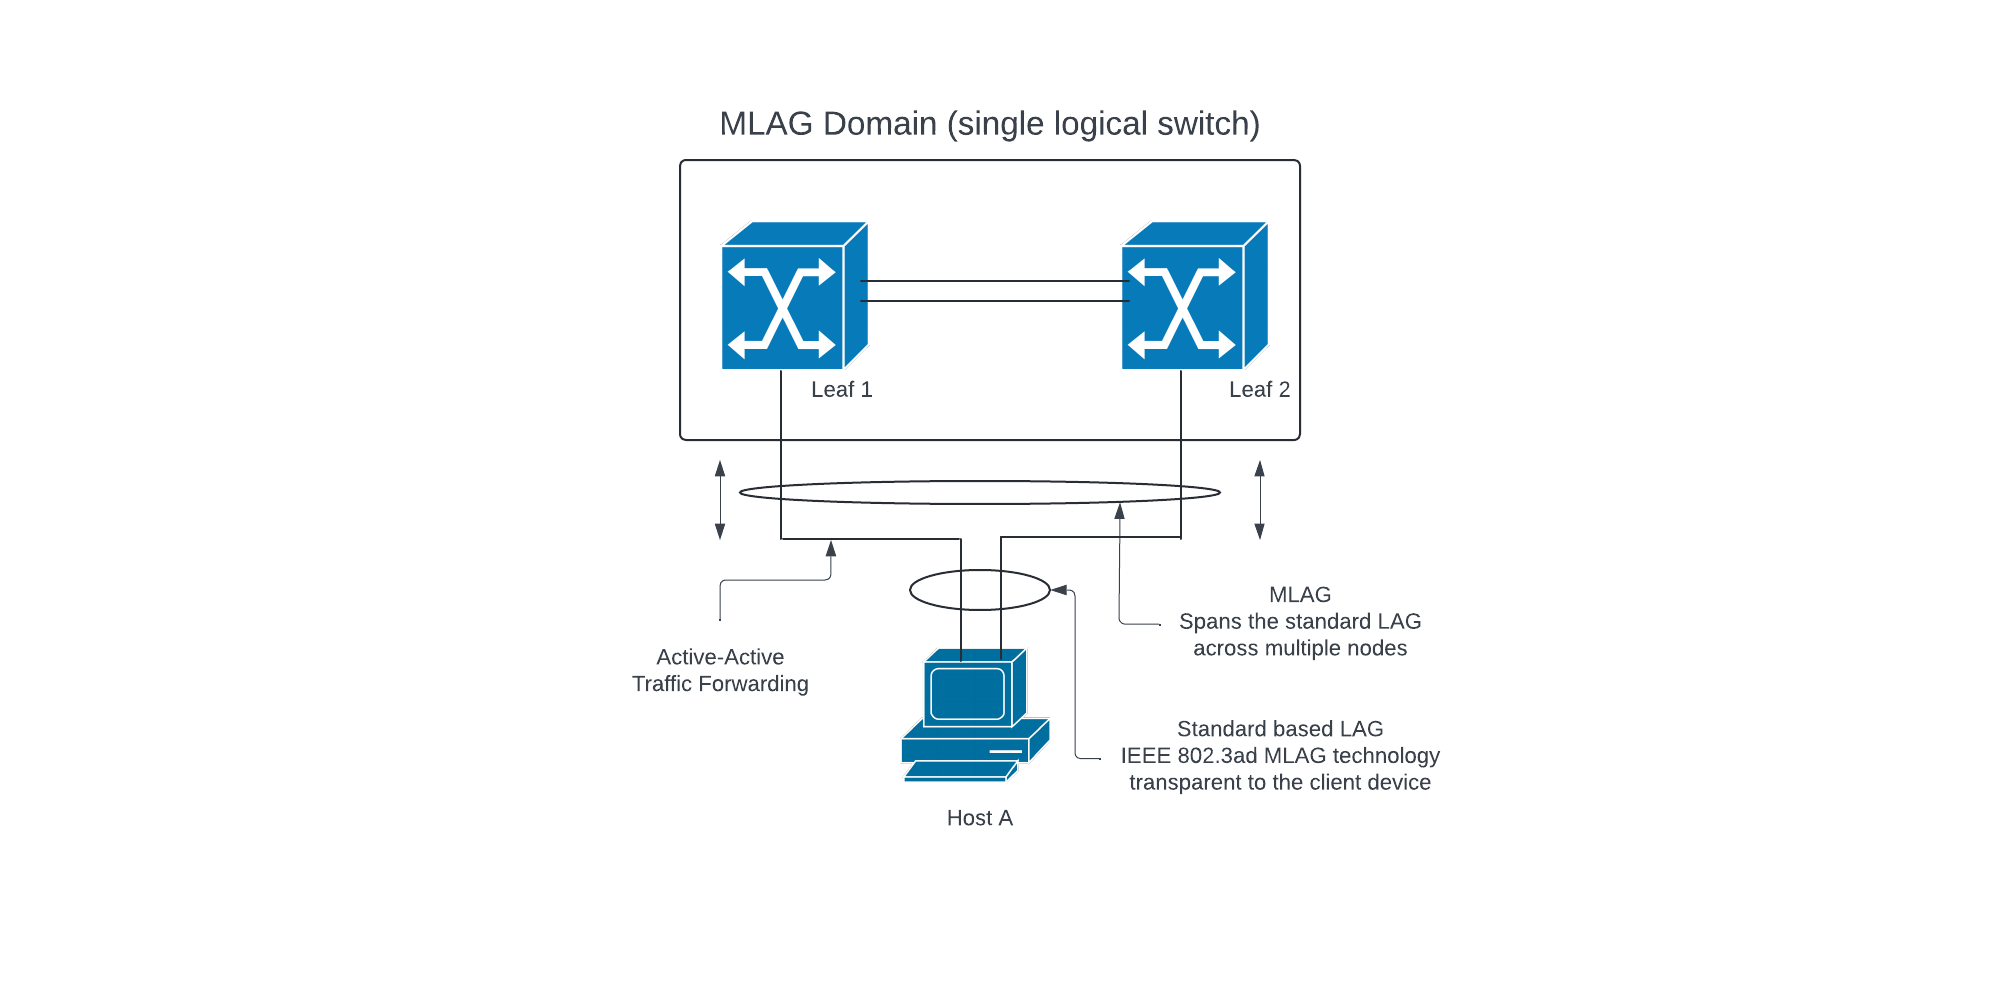 MLAG Domain (single logical switch)
Leaf 1
Leaf 2
MLAG
Spans the standard LAG
across multiple nodes
Active-Active
Traffic Forwarding
Standard based LAG
IEEE 802.3ad MLAG technology
transparent to the client device
Host A